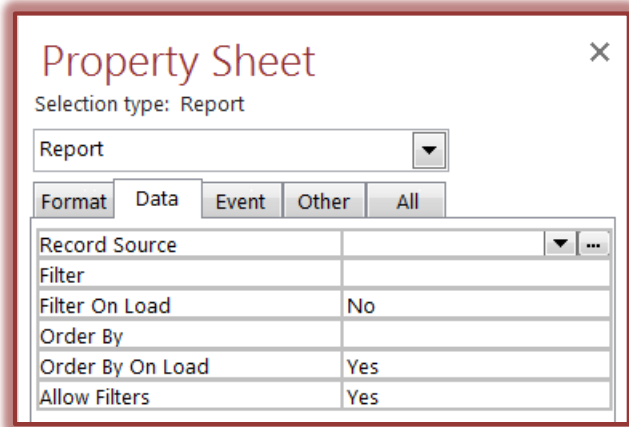 Property Sheet
Selection type: Report
Report
Format Data Event Other All
Record Source
Filter
Filter On Load No
Order By
Order By On Load Yes
Allow Filters Yes